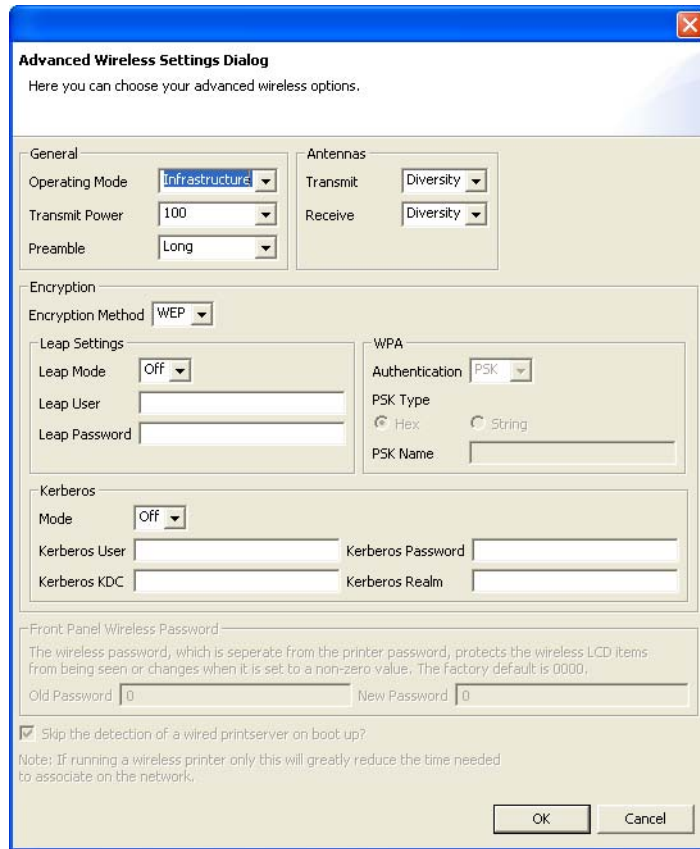 Advanced Wireless Settings Dialog
Here you can choose your advanced wireless options.
General
Operating Mode Infrastructure
Transmit Power 100
Preamble Long
Antennas
Transmit Diversity
Receive Diversity
Encryption
Encryption Method WEP
Leap Settings
Leap Mode Off
Leap User
Leap Password
WPA
Authentication PSK
PSK Type
Hex String
PSK Name
Kerberos
Mode Off
Kerberos User Kerberos Password
Kerberos KDC Kerberos Realm
Front Panel Wireless Password
The wireless password, which is seperate from the printer password, protects the wireless LCD items
from being seen or changes when it is set to a non-zero value. The factory default is 0000.
Old Password 0 New Password 0
Skip the detection of a wired printserver on boot up?
Note: If running a wireless printer only this will greatly reduce the time needed
to associate on the network.
OK Cancel